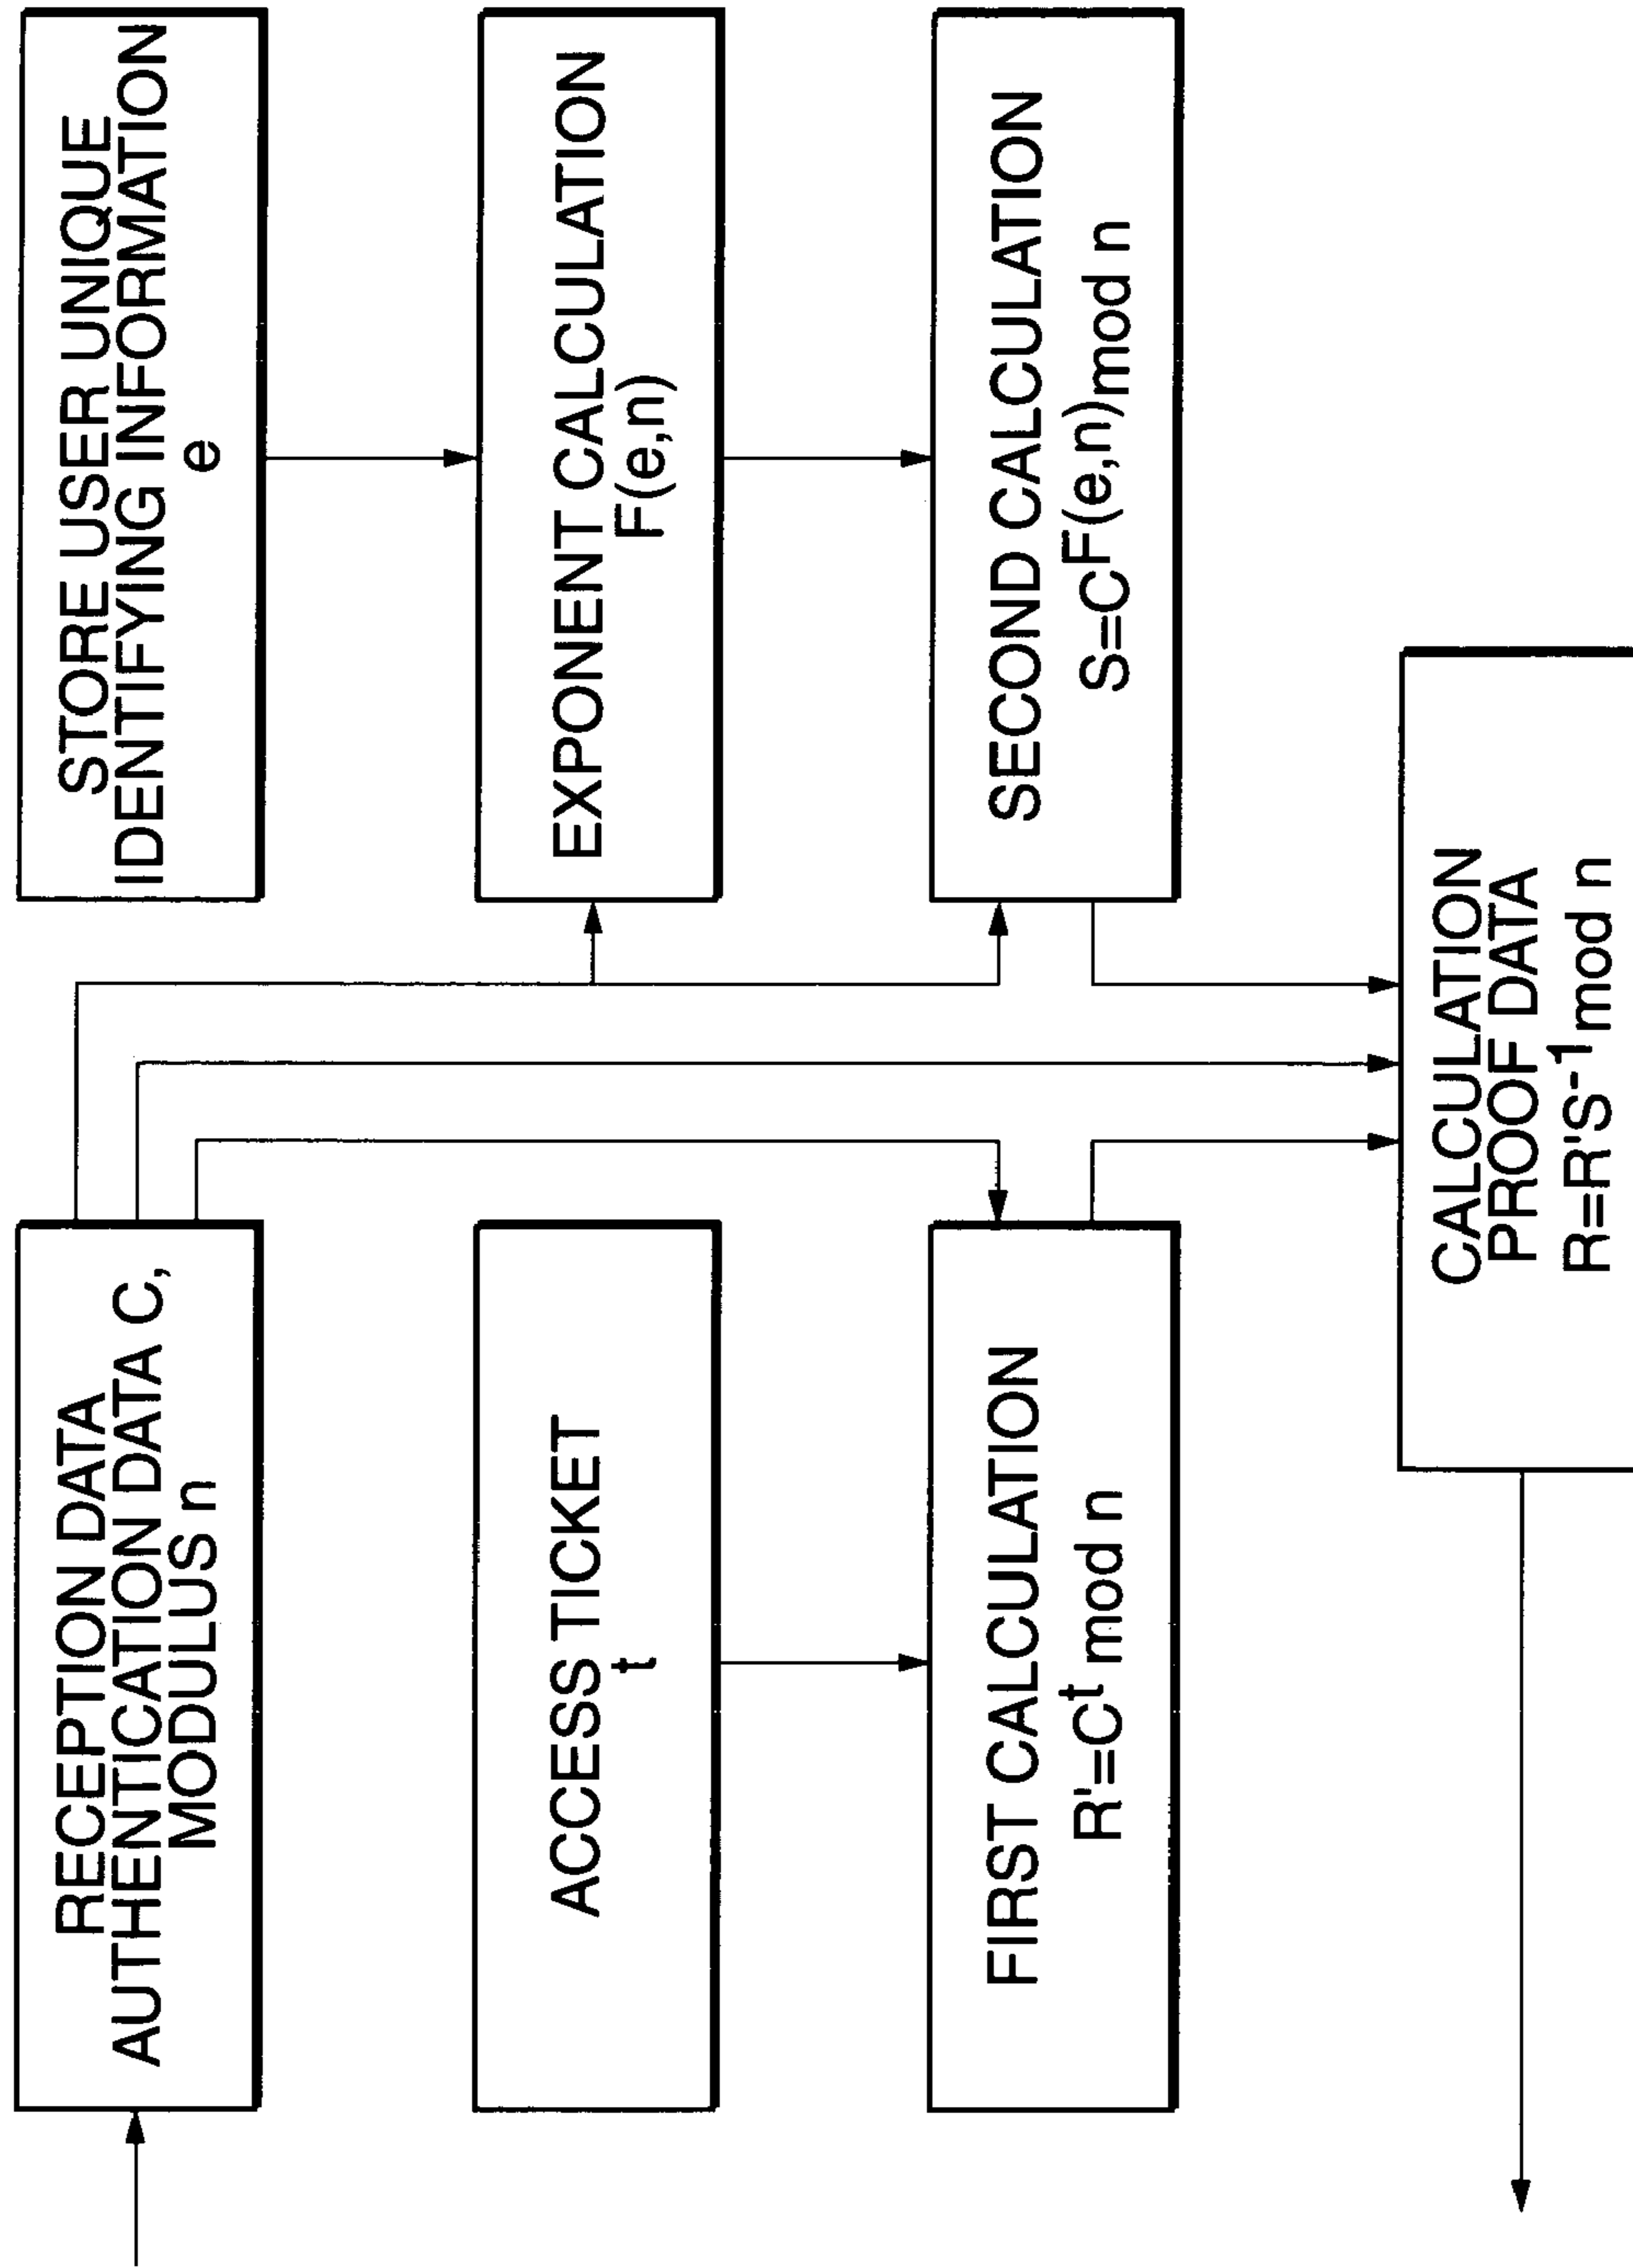 RECEPTION DATA
AUTHENTICATION DATA C,
MODULUS n
STORE USER UNIQUE
IDENTIFYING INFORMATION
e
ACCESS TICKET
t
EXPONENT CALCULATION
F(e,n)
FIRST CALCULATION
R'=C^t mod n
SECOND CALCULATION
S=C^F(e,n) mod n
CALCULATION
PROOF DATA
R=R'S^-1 mod n